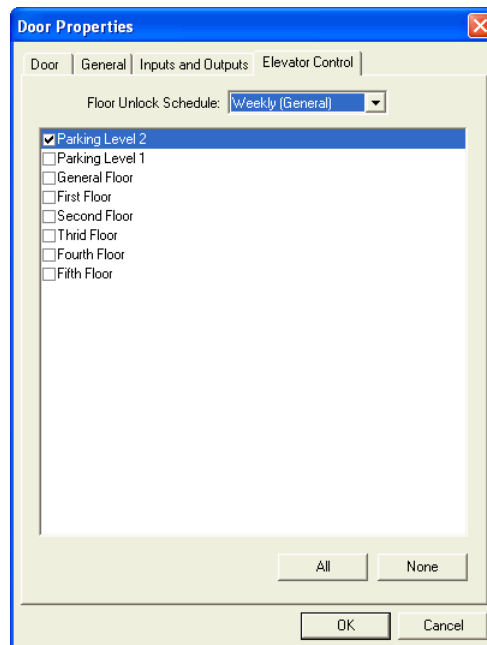 Door Properties
Door General Inputs and Outputs Elevator Control
Floor Unlock Schedule: Weekly (General)
Parking Level 2
Parking Level 1
General Floor
First Floor
Second Floor
Thrid Floor
Fourth Floor
Fifth Floor
All None
OK Cancel